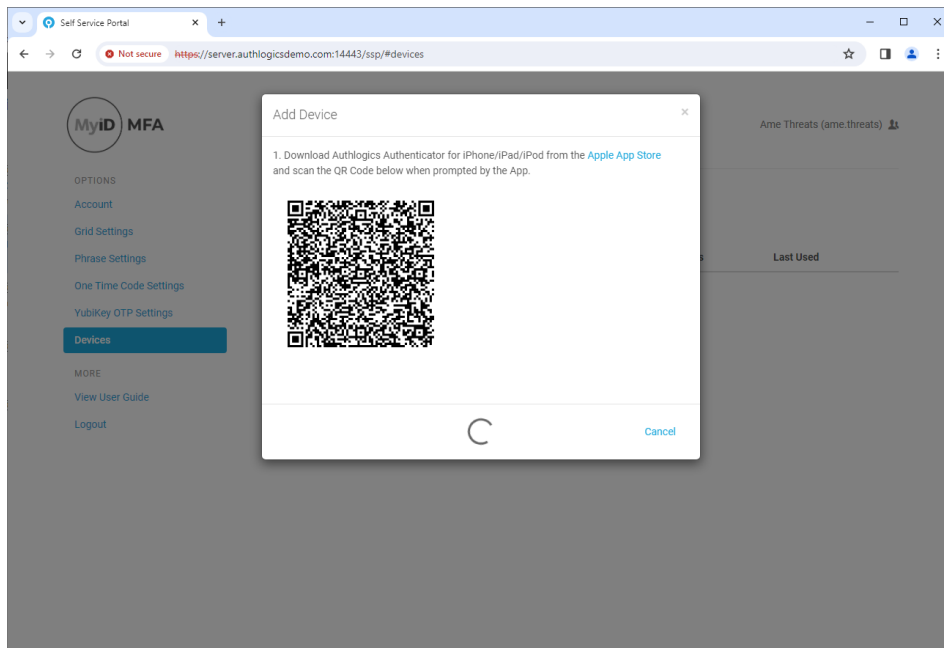 Self Service Portal
Not secure https://server.authlogicsdemo.com:14443/ssp/#devices
MyiD MFA
Ame Threats (ame.threats)
OPTIONS
Account
Grid Settings
Phrase Settings
One Time Code Settings
YubiKey OTP Settings
Devices
MORE
View User Guide
Logout
Add Device
1. Download Authlogics Authenticator for iPhone/iPad/iPod from the Apple App Store
and scan the QR Code below when prompted by the App.
s Last Used
Cancel